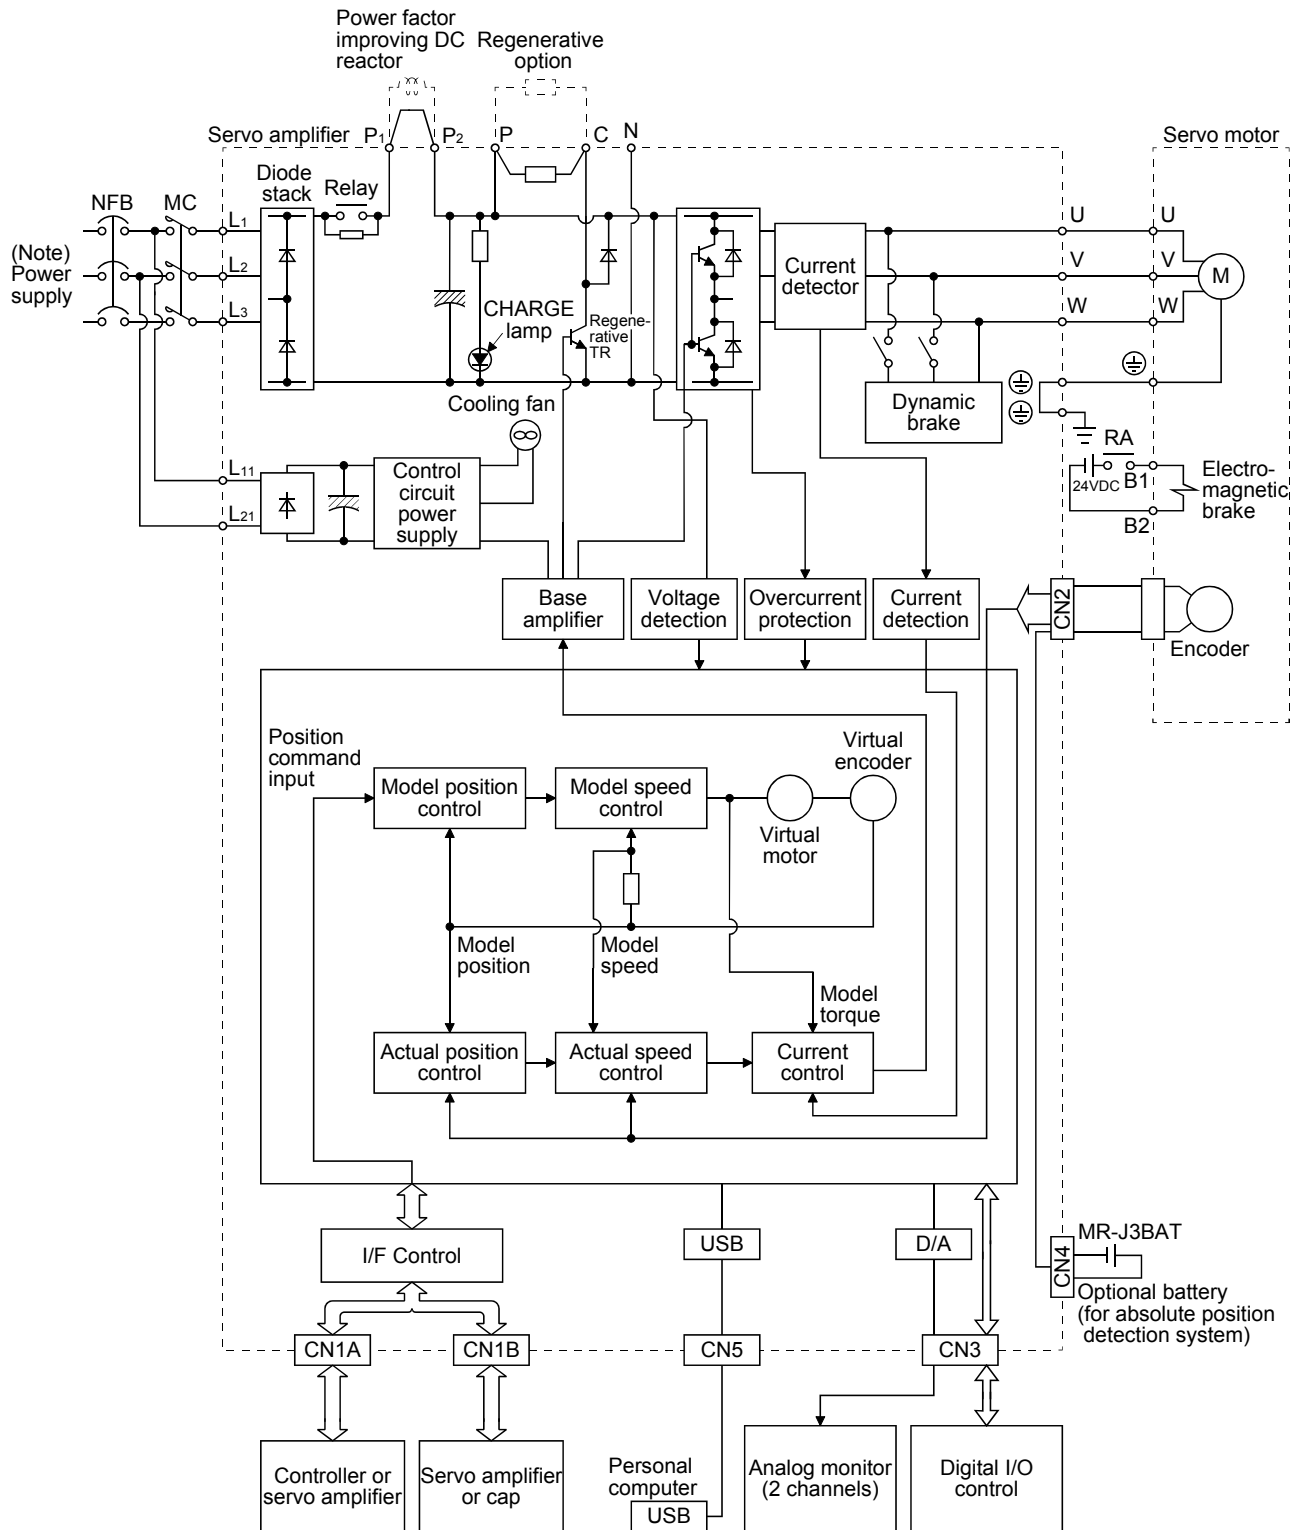 Power factor
improving DC
reactor
Regenerative
option
Servo amplifier
P1
P2
P
C
N
Servo motor
Diode
stack
Relay
NFB
MC
L1
L2
L3
(Note)
Power
supply
CHARGE
lamp
Regene-
rative
TR
Current
detector
U
V
W
U
V
W
M
Dynamic
brake
Cooling fan
RA
24VDC
B1
B2
Electro-
magnetic
brake
L11
L21
Control
circuit
power
supply
Base
amplifier
Voltage
detection
Overcurrent
protection
Current
detection
CN2
Encoder
Position
command
input
Model position
control
Model speed
control
Virtual
encoder
Virtual
motor
Model
position
Model
speed
Model
torque
Actual position
control
Actual speed
control
Current
control
I/F Control
USB
D/A
CN4
MR-J3BAT
Optional battery
(for absolute position
detection system)
CN1A
CN1B
CN5
CN3
Controller or
servo amplifier
Servo amplifier
or cap
Personal
computer
USB
Analog monitor
(2 channels)
Digital I/O
control